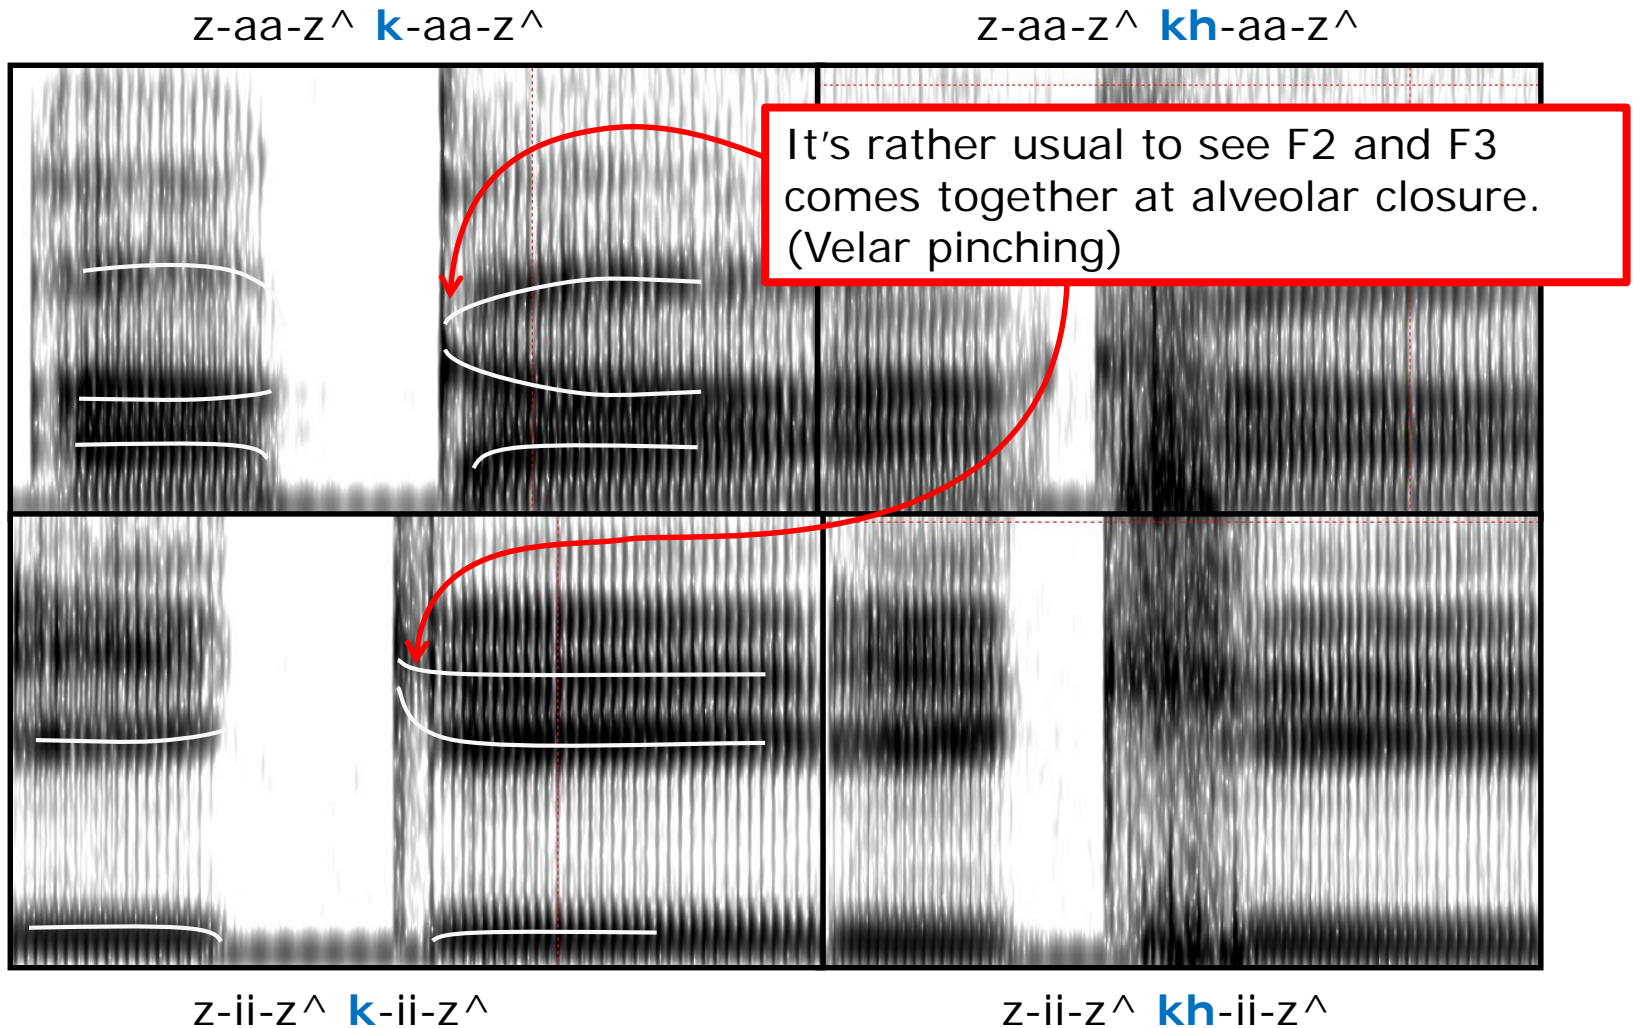 z-aa-z^ k-aa-z^
z-aa-z^ kh-aa-z^
It's rather usual to see F2 and F3
comes together at alveolar closure.
(Velar pinching)
z-ii-z^ k-ii-z^
z-ii-z^ kh-ii-z^